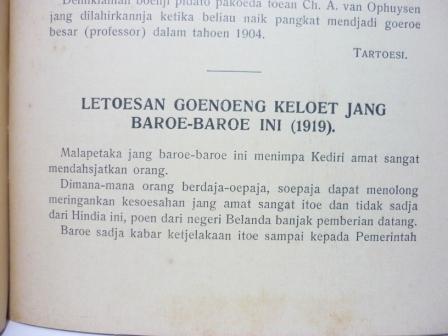 Demikianlah boenji pidato pakoeda toean Ch. A. van Ophuysen
jang dilahirkannja ketika beliau naik pangkat mendjadi goeroe
besar (professor) dalam tahoen 1904.
TARTOESI.
LETOESAN GOENOENG KELOET JANG
BAROE-BAROE INI (1919).
Malapetaka jang baroe-baroe ini menimpa Kediri amat sangat
mendahsjatkan orang.
Dimana-mana orang berdaja-oepaja, soepaja dapat menolong
meringankan kesoesahan jang amat sangat itoe dan tidak sadja
dari Hindia ini, poen dari negeri Belanda banjak pemberian datang.
Baroe sadja kabar ketjelakaan itoe sampai kepada Pemerintah